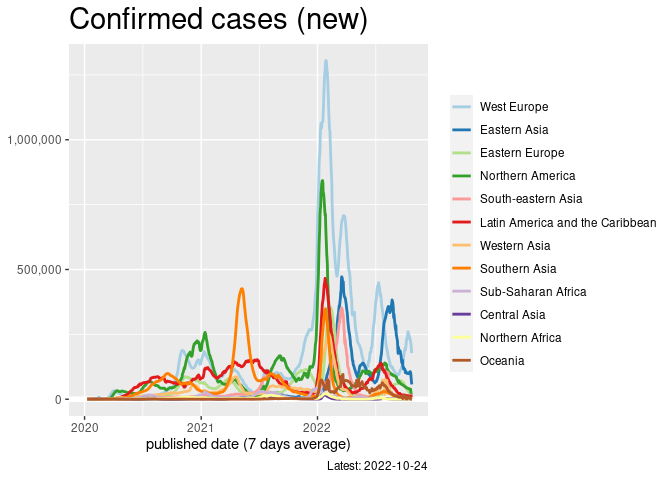 Confirmed cases (new)
1,000,000
500,000
0
2020 2021 2022
published date (7 days average)
West Europe
Eastern Asia
Eastern Europe
Northern America
South-eastern Asia
Latin America and the Caribbean
Western Asia
Southern Asia
Sub-Saharan Africa
Central Asia
Northern Africa
Oceania
Latest: 2022-10-24